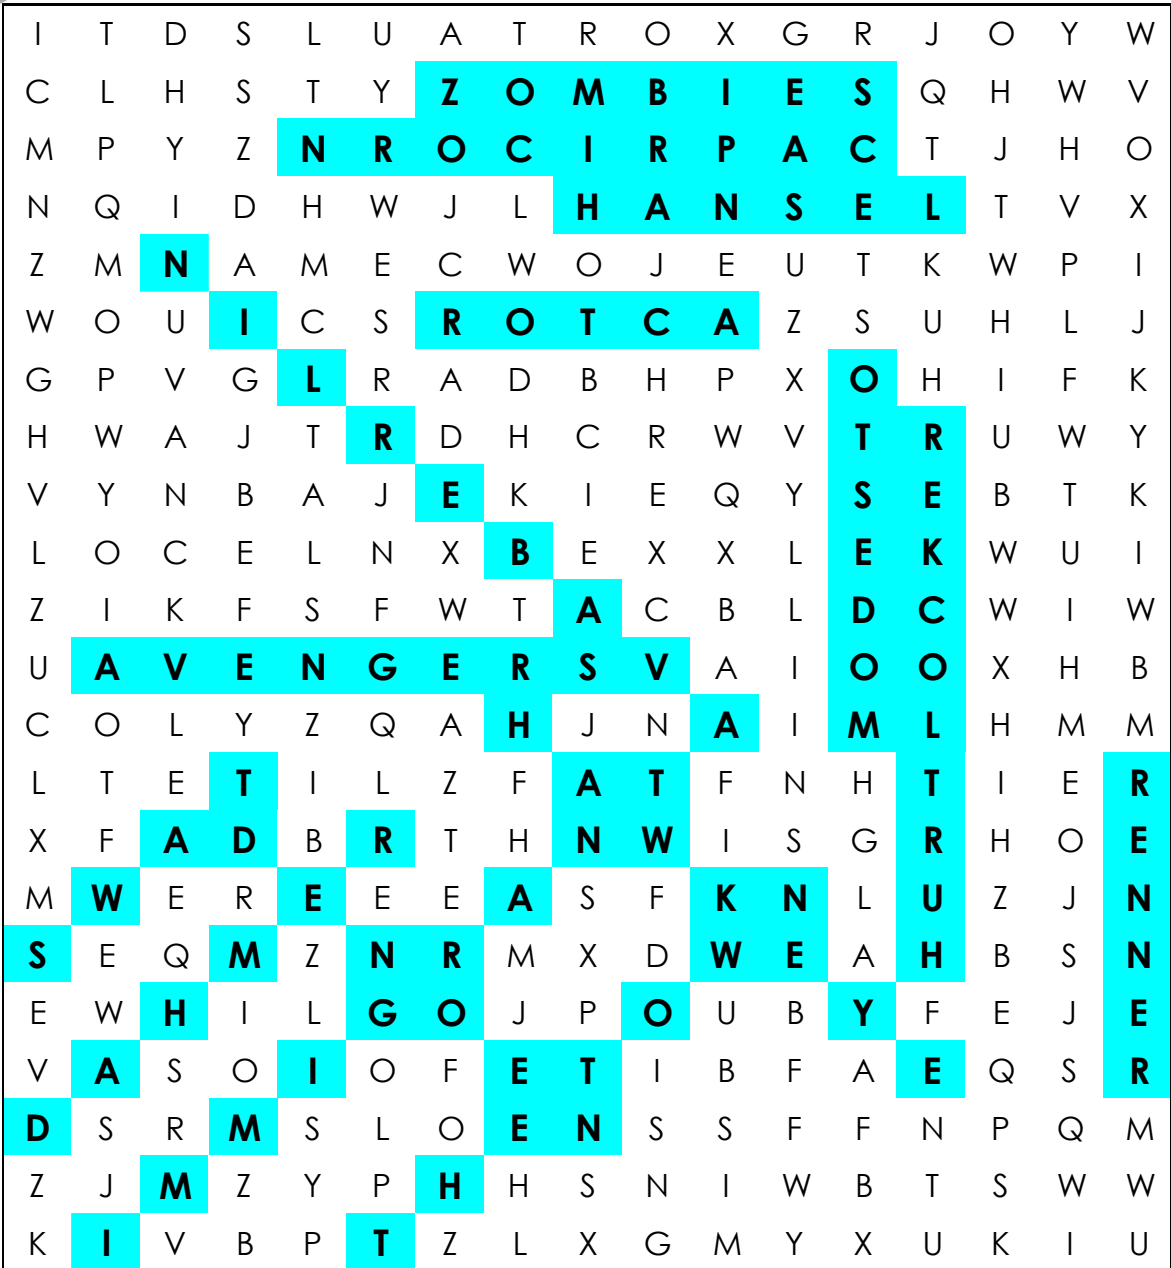 I T D S L U A T R O X G R J O Y W
C L H S T Y Z O M B I E S Q H W V
M P Y Z N R O C I R P A C T J H O
N Q I D H W J L H A N S E L T V X
Z M N A M E C W O J E U T K W P I
W O U I C S R O T C A Z S U H L J
G P V G L R A D B H P X O H I F K
H W A J T R D H C R W V T R U W Y
V Y N B A J E K I E Q Y S E B T K
L O C E L N X B E X X L E K W U I
Z I K F S F W T A C B L D C W I W
U A V E N G E R S V A I O O X H B
C O L Y Z Q A H J N A I M L H M M
L T E T I L Z F A T F N H T I E R
X F A D B R T H N W I S G R H O E
M W E R E E E A S F K N L U Z J N
S E Q M Z N R M X D W E A H B S N
E W H I L G O J P O U B Y F E J E
V A S O I O F E T I B F A E Q S R
D S R M S L O E N S S F F N P Q M
Z J M Z Y P H H S N I W B T S W W
K I V B P T Z L X G M Y X U K I U